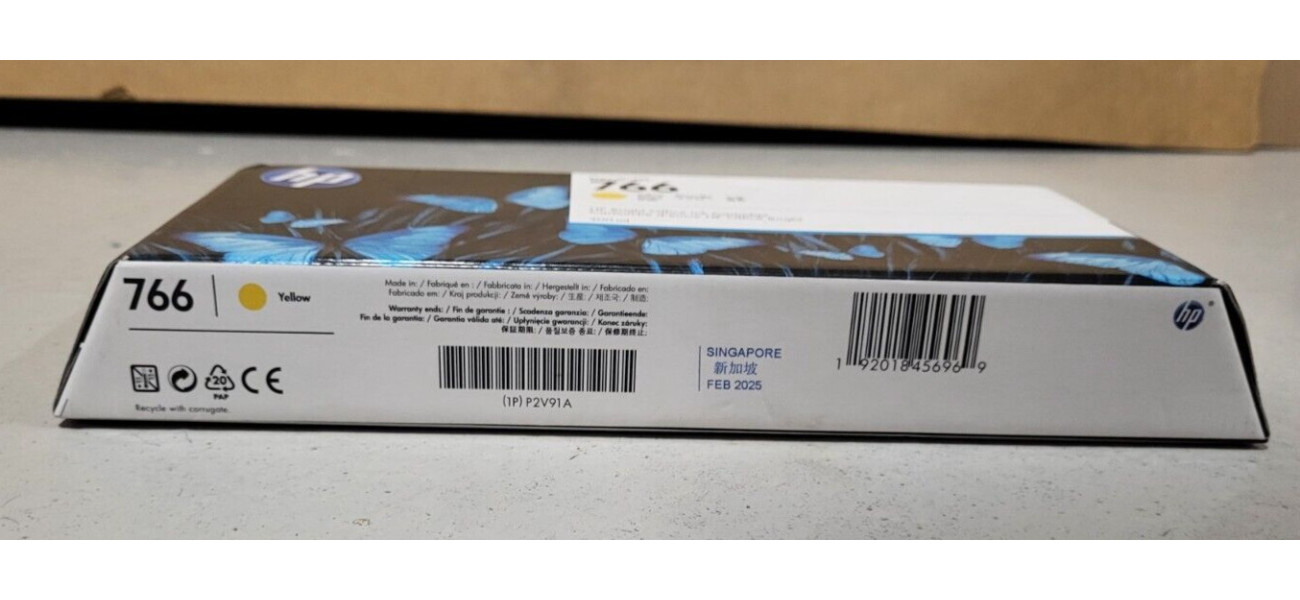 hp
766
766
Yellow
Made in: / Fabriqué en : / Fabbricato in: / Hergestellt in: / Fabricado en:
Fabricado em: / Kraj produkcji: / Země výroby: / 生産: / 제조국: / 制造:
Warranty ends: / Fin de garantie : / Scadenza garanzia: / Garantieende:
Fin de la garantía: / Garantia válida até: / Upłynięcie gwarancji: / Konec záruky:
保証期限: / 품질보증 종료: / 保修期终止:
20
PAP
CE
Recycle with corrugate.
(1P) P2V91A
SINGAPORE
新加坡
FEB 2025
1 92018 45696 9
hp